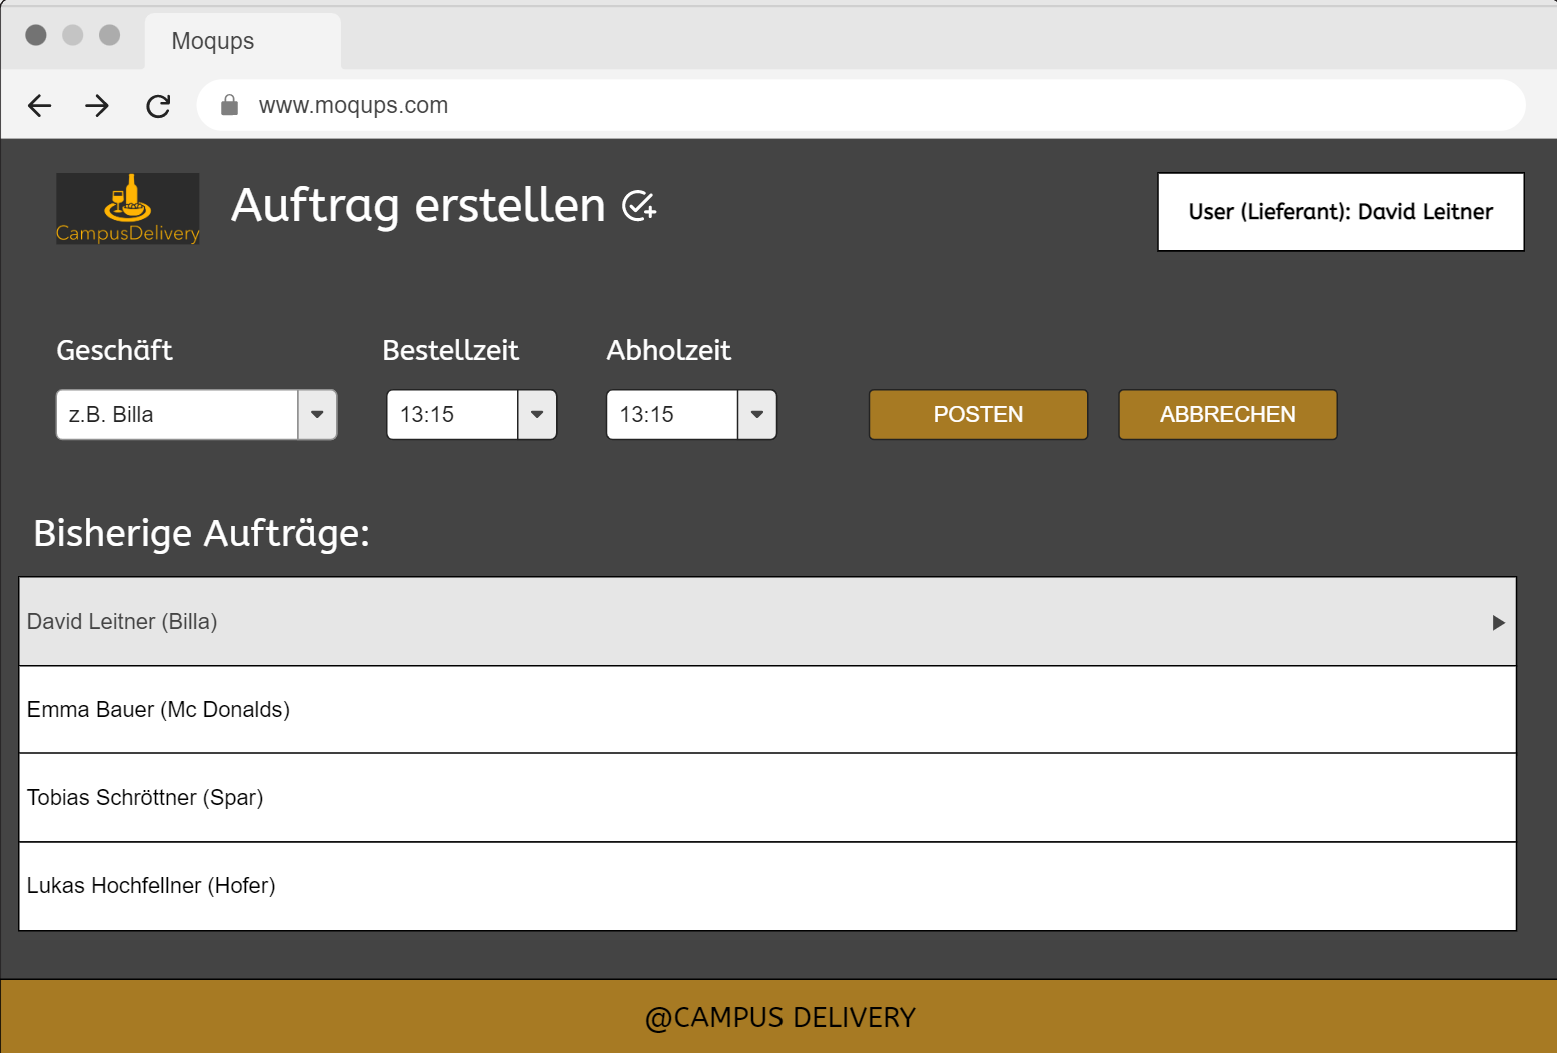 Moqups
www.moqups.com
CampusDelivery
Auftrag erstellen
User (Lieferant): David Leitner
Geschäft Bestellzeit Abholzeit
z.B. Billa 13:15 13:15 POSTEN ABBRECHEN
Bisherige Aufträge:
David Leitner (Billa)
Emma Bauer (Mc Donalds)
Tobias Schröttner (Spar)
Lukas Hochfellner (Hofer)
@CAMPUS DELIVERY